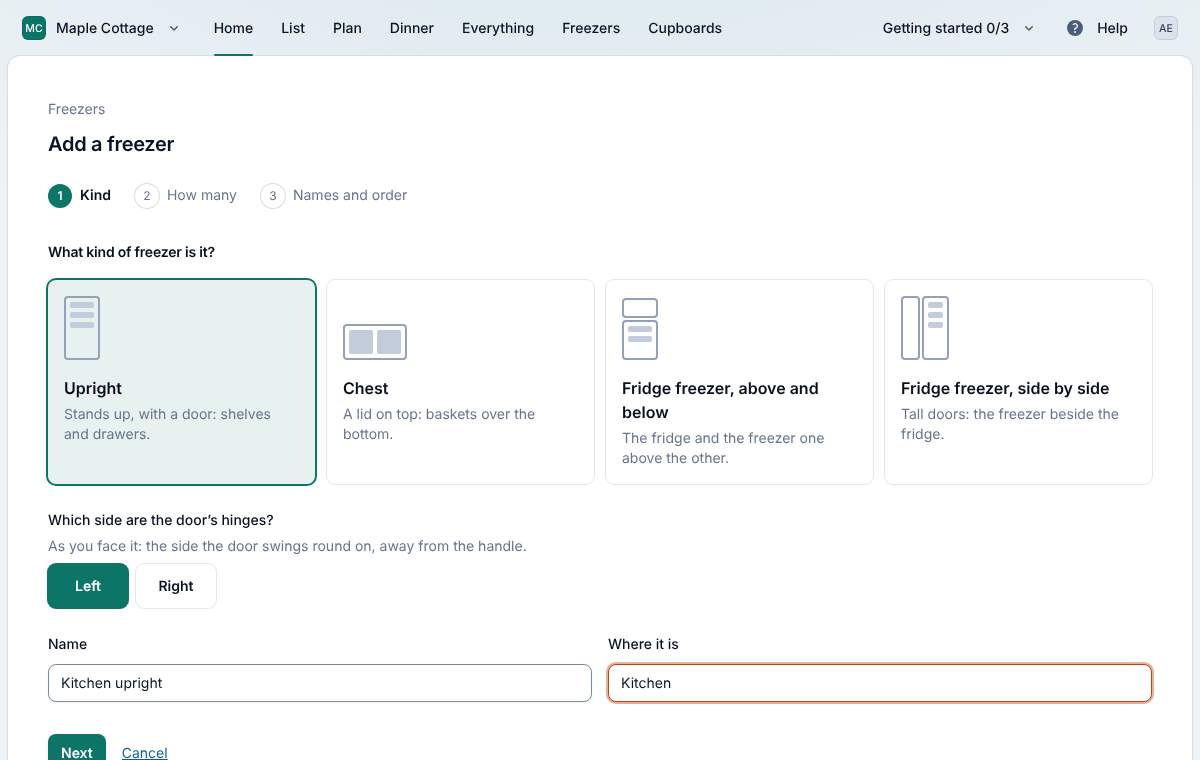 MC Maple Cottage Home List Plan Dinner Everything Freezers Cupboards Getting started 0/3 ? Help AE
Freezers
Add a freezer
1 Kind 2 How many 3 Names and order
What kind of freezer is it?
Upright
Stands up, with a door: shelves
and drawers.
Chest
A lid on top: baskets over the
bottom.
Fridge freezer, above and
below
The fridge and the freezer one
above the other.
Fridge freezer, side by side
Tall doors: the freezer beside the
fridge.
Which side are the door’s hinges?
As you face it: the side the door swings round on, away from the handle.
Left Right
Name
Kitchen upright
Where it is
Kitchen
Next Cancel